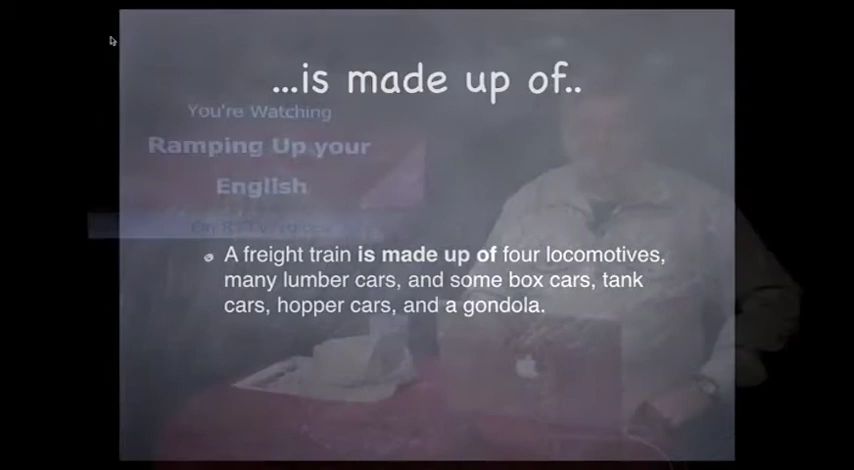 ...is made up of..
You're Watching
Ramping Up your
English
A freight train is made up of four locomotives,
many lumber cars, and some box cars, tank
cars, hopper cars, and a gondola.